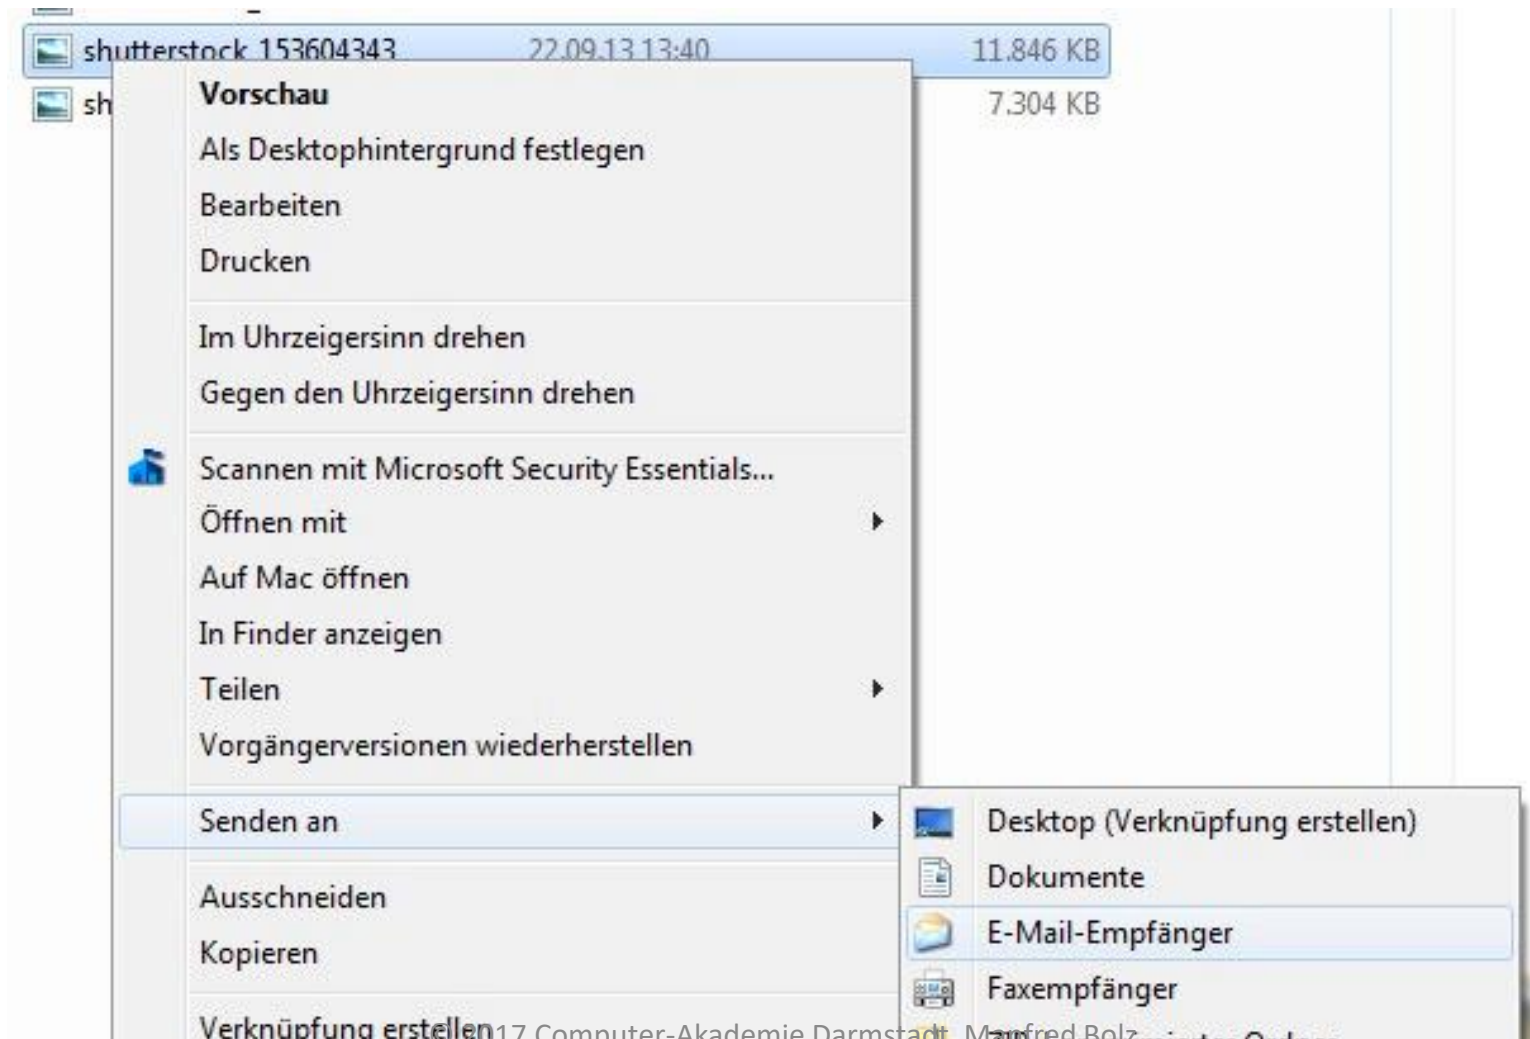 shutterstock_153604343 22.09.13 13:40 11.846 KB
sh 7.304 KB
Vorschau
Als Desktophintergrund festlegen
Bearbeiten
Drucken
Im Uhrzeigersinn drehen
Gegen den Uhrzeigersinn drehen
Scannen mit Microsoft Security Essentials...
Öffnen mit
Auf Mac öffnen
In Finder anzeigen
Teilen
Vorgängerversionen wiederherstellen
Senden an
Ausschneiden
Kopieren
Verknüpfung erstellen
Desktop (Verknüpfung erstellen)
Dokumente
E-Mail-Empfänger
Faxempfänger
2017 Computer-Akademie Darmstadt, Manfred Bolz